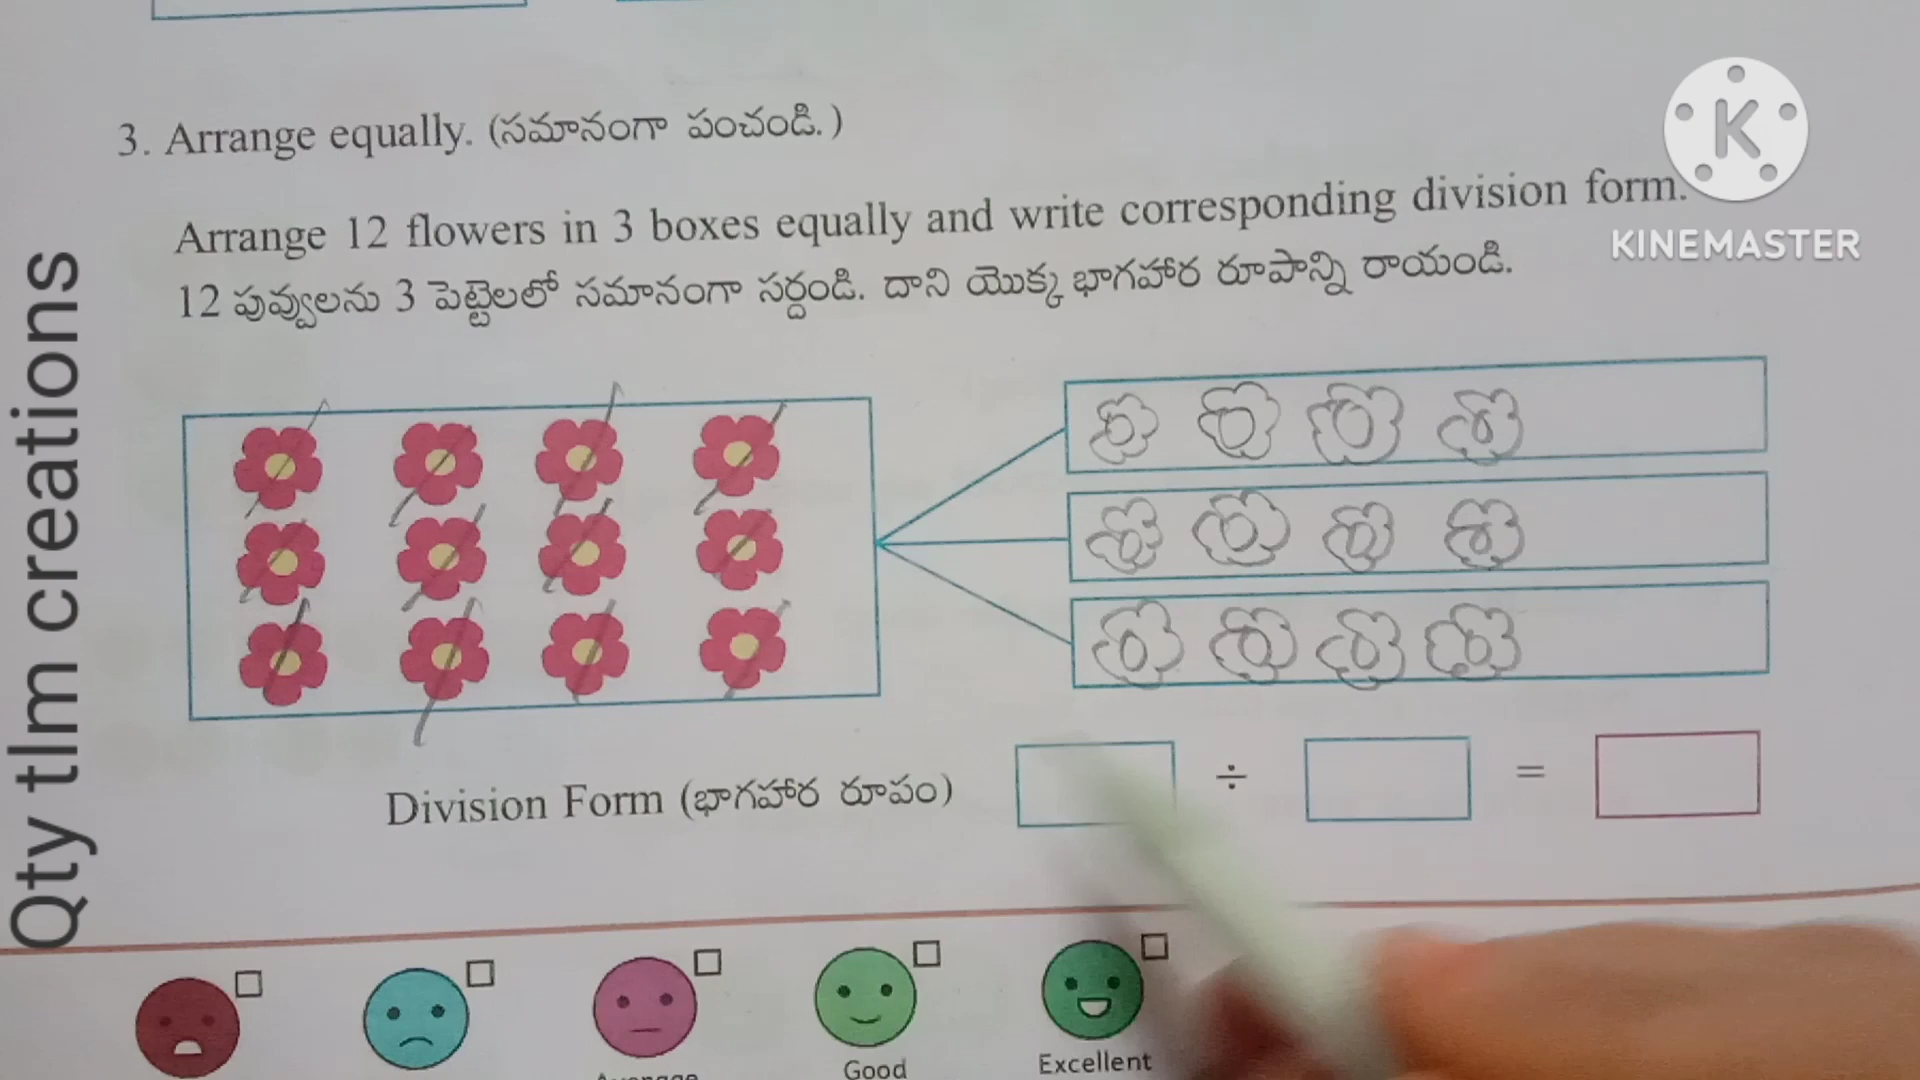 3. Arrange equally. (సమానంగా పంచండి.)
Arrange 12 flowers in 3 boxes equally and write corresponding division form.
12 పువ్వులను 3 పెట్టెలలో సమానంగా సర్దండి. దాని యొక్క భాగహార రూపాన్ని రాయండి.
Division Form (భాగహార రూపం) ÷ =
Average
Good
Excellent
Qty tlm creations
K
KINEMASTER